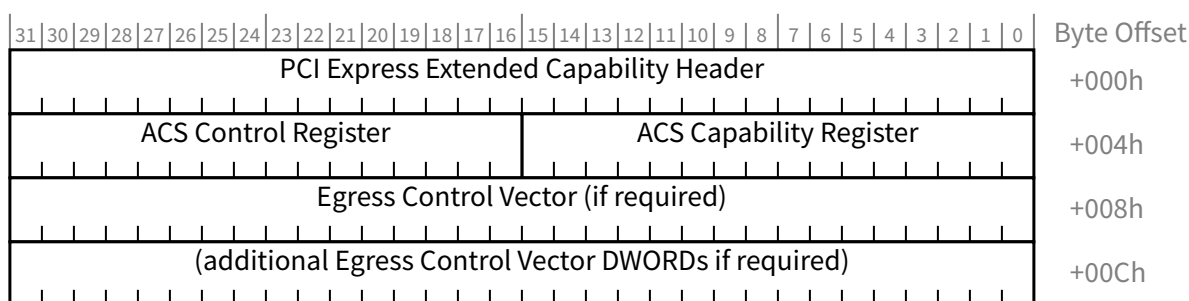 31 30 29 28 27 26 25 24 23 22 21 20 19 18 17 16 15 14 13 12 11 10 9 8 7 6 5 4 3 2 1 0 Byte Offset
PCI Express Extended Capability Header +000h
ACS Control Register ACS Capability Register +004h
Egress Control Vector (if required) +008h
(additional Egress Control Vector DWORDs if required) +00Ch